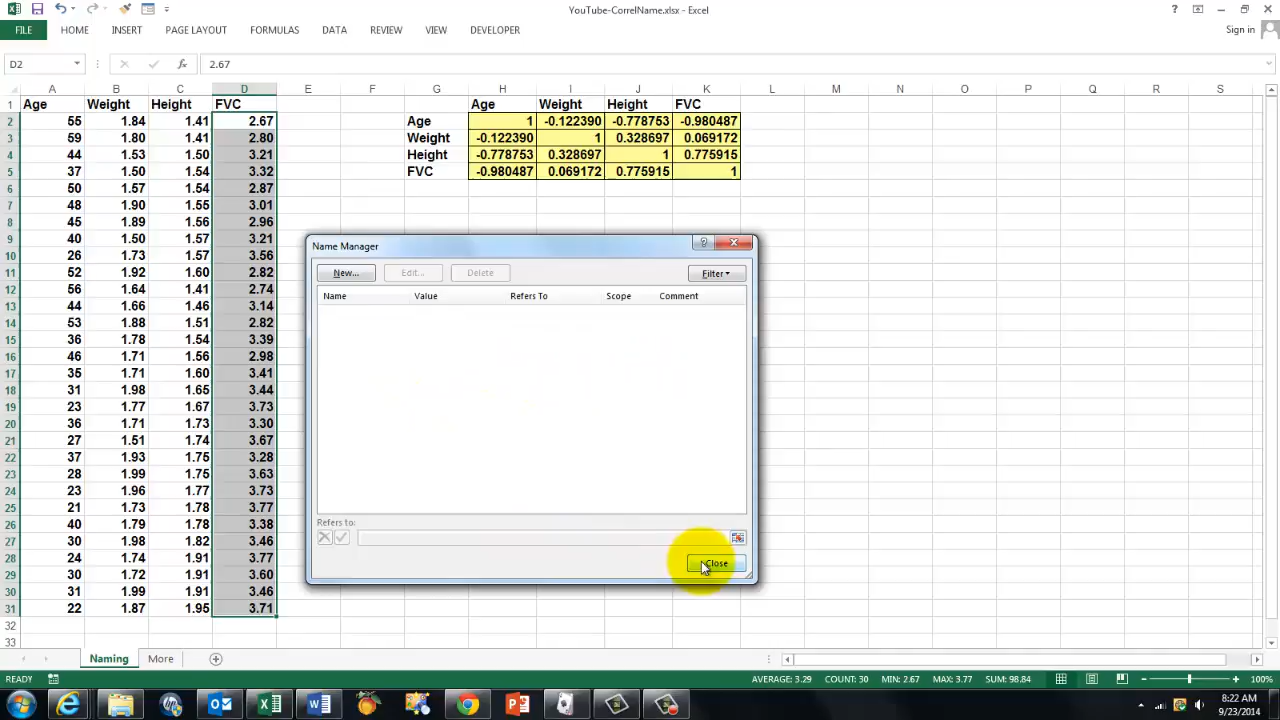 YouTube-CorrelName.xlsx - Excel
FILE HOME INSERT PAGE LAYOUT FORMULAS DATA REVIEW VIEW DEVELOPER Sign in
D2 fx 2.67
A B C D E F G H I J K L M N O P Q R S
1 Age Weight Height FVC Age Weight Height FVC
2 55 1.84 1.41 2.67 Age 1 -0.122390 -0.778753 -0.980487
3 59 1.80 1.41 2.80 Weight -0.122390 1 0.328697 0.069172
4 44 1.53 1.50 3.21 Height -0.778753 0.328697 1 0.775915
5 37 1.50 1.54 3.32 FVC -0.980487 0.069172 0.775915 1
6 50 1.57 1.54 2.87
7 48 1.90 1.55 3.01
8 45 1.89 1.56 2.96
9 40 1.50 1.57 3.21
10 26 1.73 1.57 3.56
11 52 1.92 1.60 2.82
12 56 1.64 1.41 2.74
13 44 1.66 1.46 3.14
14 53 1.88 1.51 2.82
15 36 1.78 1.54 3.39
16 46 1.71 1.56 2.98
17 35 1.71 1.60 3.41
18 31 1.98 1.65 3.44
19 23 1.77 1.67 3.73
20 36 1.71 1.73 3.30
21 27 1.51 1.74 3.67
22 37 1.93 1.75 3.28
23 28 1.99 1.75 3.63
24 23 1.96 1.77 3.73
25 21 1.73 1.78 3.77
26 40 1.79 1.78 3.38
27 30 1.98 1.82 3.46
28 24 1.74 1.91 3.77
29 30 1.72 1.91 3.60
30 31 1.99 1.91 3.46
31 22 1.87 1.95 3.71
32
33
Name Manager
New... Edit... Delete Filter
Name Value Refers To Scope Comment
Refers to:
Close
Naming More
READY AVERAGE: 3.29 COUNT: 30 MIN: 2.67 MAX: 3.77 SUM: 98.84 100%
8:22 AM
9/23/2014